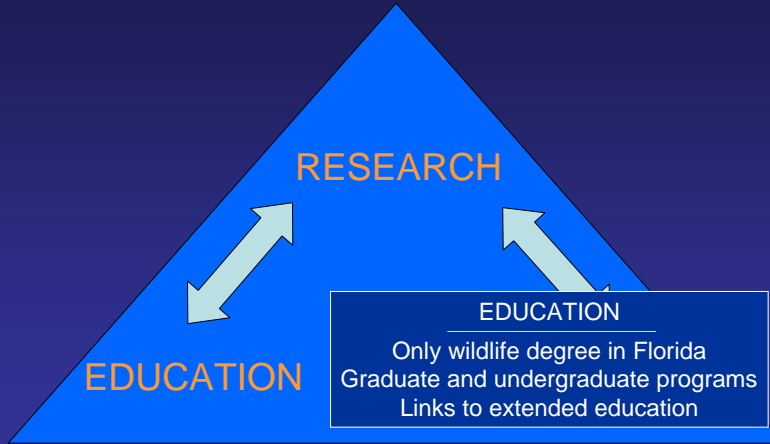 RESEARCH
EDUCATION
EDUCATION
Only wildlife degree in Florida
Graduate and undergraduate programs
Links to extended education